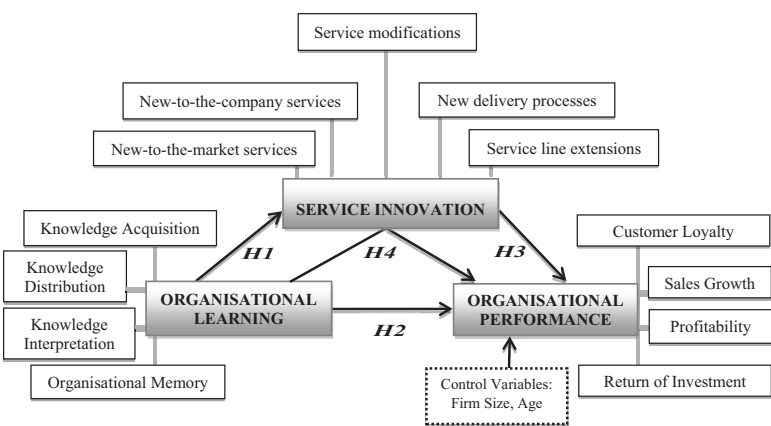 Service modifications
New-to-the-company services
New delivery processes
New-to-the-market services
Service line extensions
SERVICE INNOVATION
Knowledge Acquisition
Customer Loyalty
H1
H4
H3
Knowledge
Distribution
Sales Growth
ORGANISATIONAL
LEARNING
ORGANISATIONAL
PERFORMANCE
Knowledge
Interpretation
H2
Profitability
Organisational Memory
Control Variables:
Firm Size, Age
Return of Investment